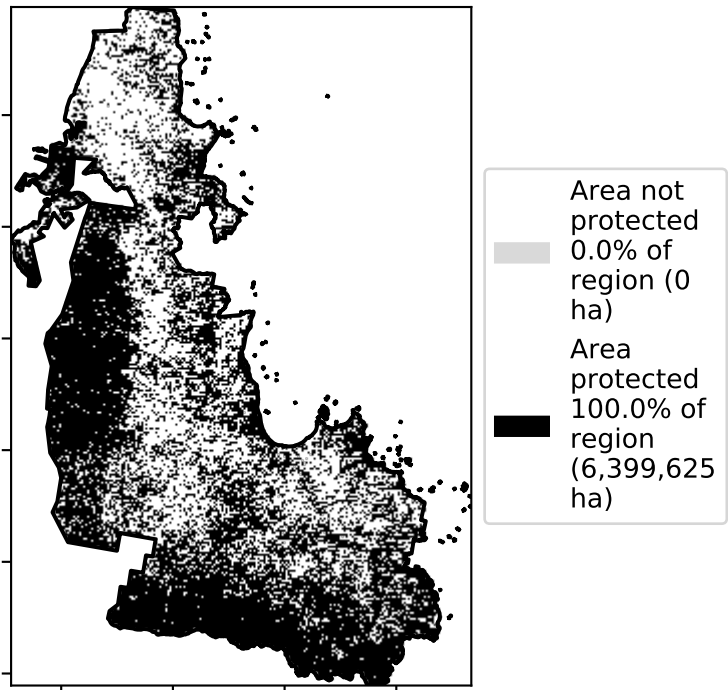 Area not
protected
0.0% of
region (0
ha)
Area
protected
100.0% of
region
(6,399,625
ha)